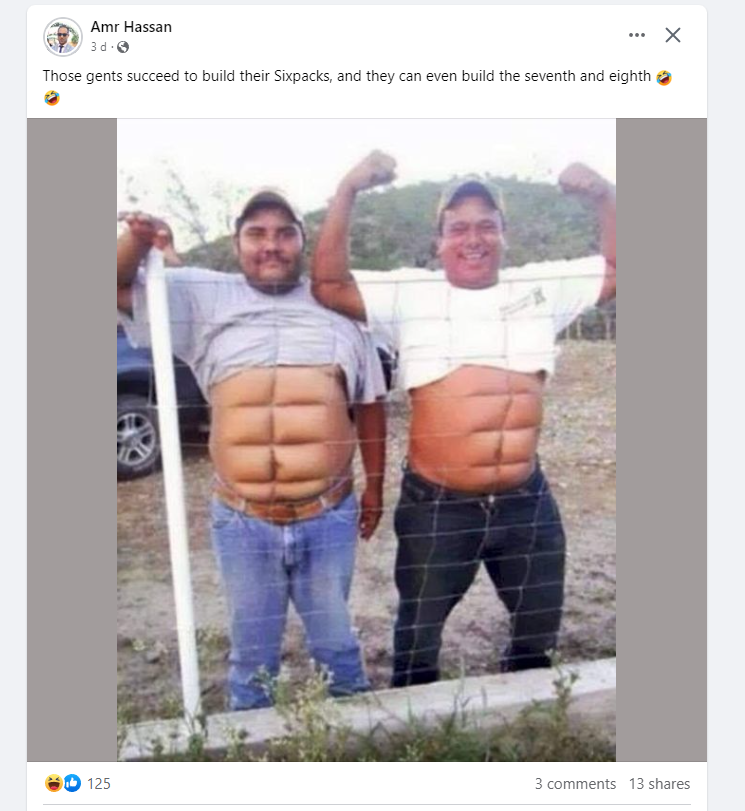 Amr Hassan
3 d
Those gents succeed to build their Sixpacks, and they can even build the seventh and eighth 🤣
🤣
125
3 comments 13 shares